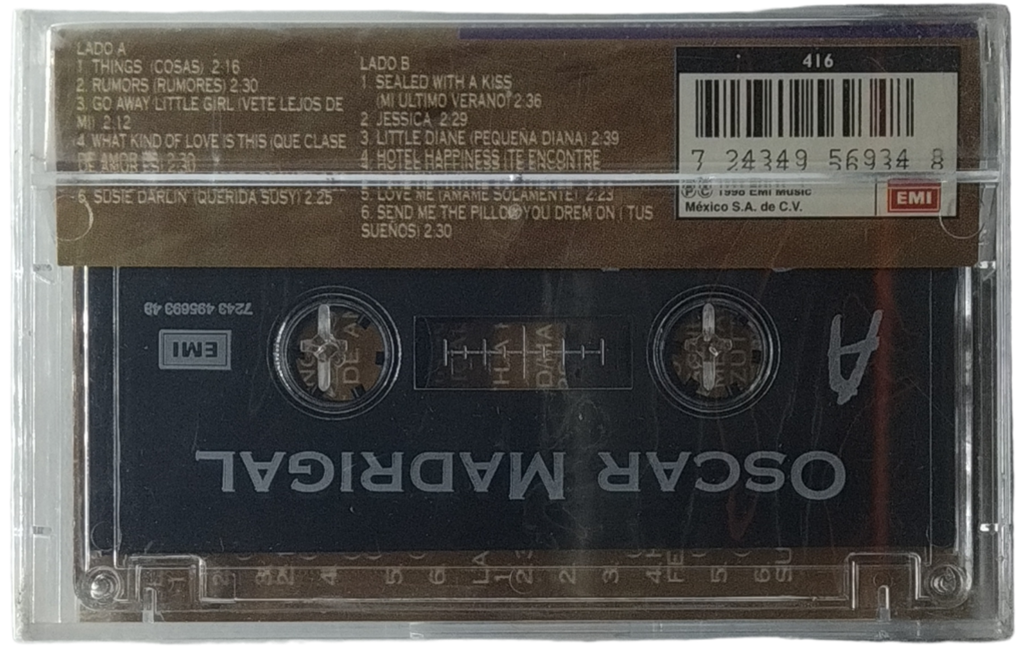 LADO A
1. THINGS (COSAS) 2:16
2. RUMORS (RUMORES) 2:30
3. GO AWAY LITTLE GIRL (VETE LEJOS DE
MI) 2:12
4. WHAT KIND OF LOVE IS THIS (QUE CLASE
DE AMOR ES) 2:30
SUSIE DARLIN' (QUERIDA SUSY) 2:25
LADO B
1. SEALED WITH A KISS
(MI ULTIMO VERANO) 2:36
2. JESSICA 2:29
3. LITTLE DIANE (PEQUEÑA DIANA) 2:39
4. HOTEL HAPPINESS (TE ENCONTRE
5. LOVE ME (AMAME SOLAMENTE) 2:23
6. SEND ME THE PILLOW YOU DREM ON ( TUS
SUEÑOS) 2:30
416
7 24349 56934 8
Ⓟ © 1998 EMI Music
México S.A. de C.V.
EMI
7243 495693 48
EMI
A
OSCAR MADRIGAL